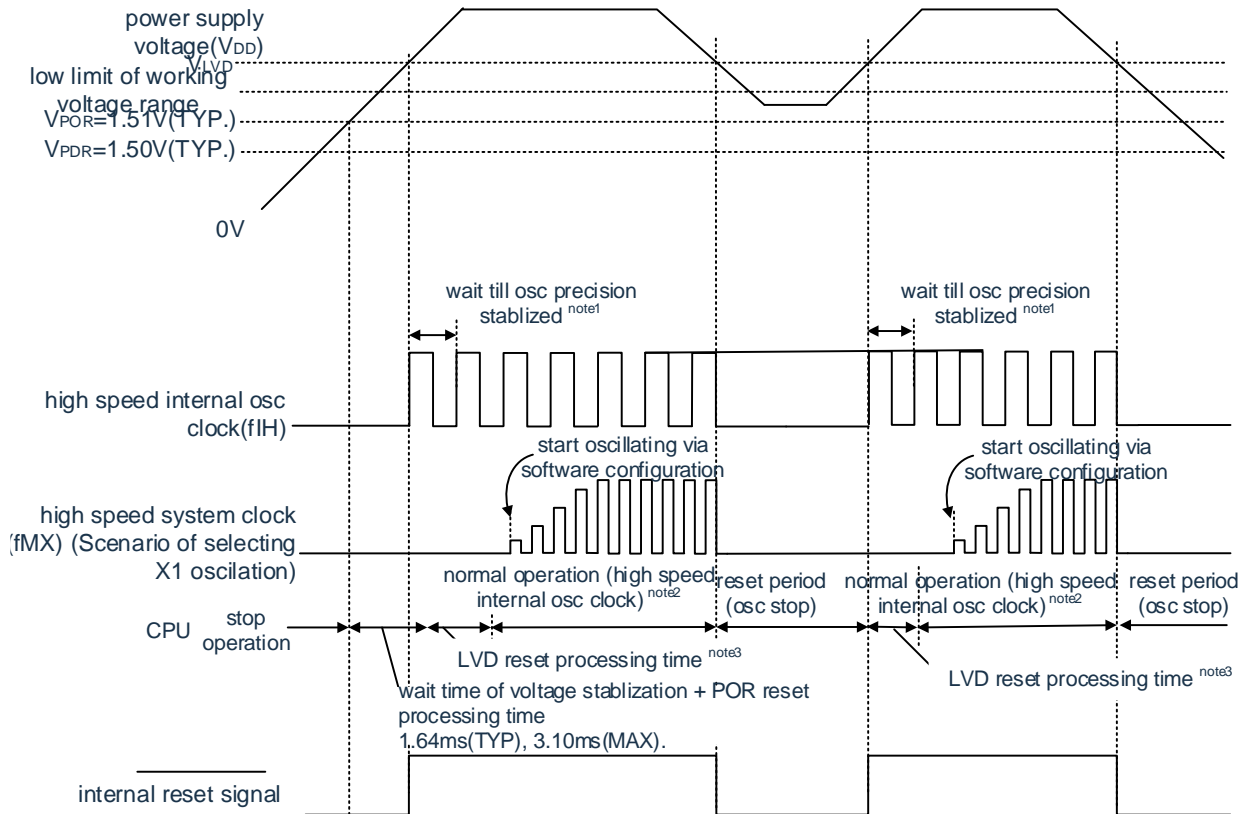 power supply
voltage(VDD)
VLVD
low limit of working
voltage range
VPOR=1.51V(TYP.)
VPDR=1.50V(TYP.)
0V
wait till osc precision
stablized note1
wait till osc precision
stablized note1
high speed internal osc
clock(fIH)
start oscillating via
software configuration
start oscillating via
software configuration
high speed system clock
(fMX) (Scenario of selecting
X1 oscilation)
normal operation (high speed
internal osc clock) note2
reset period
(osc stop)
normal operation (high speed
internal osc clock) note2
reset period
(osc stop)
CPU
stop
operation
LVD reset processing time note3
LVD reset processing time note3
wait time of voltage stablization + POR reset
processing time
1.64ms(TYP), 3.10ms(MAX).
internal reset signal